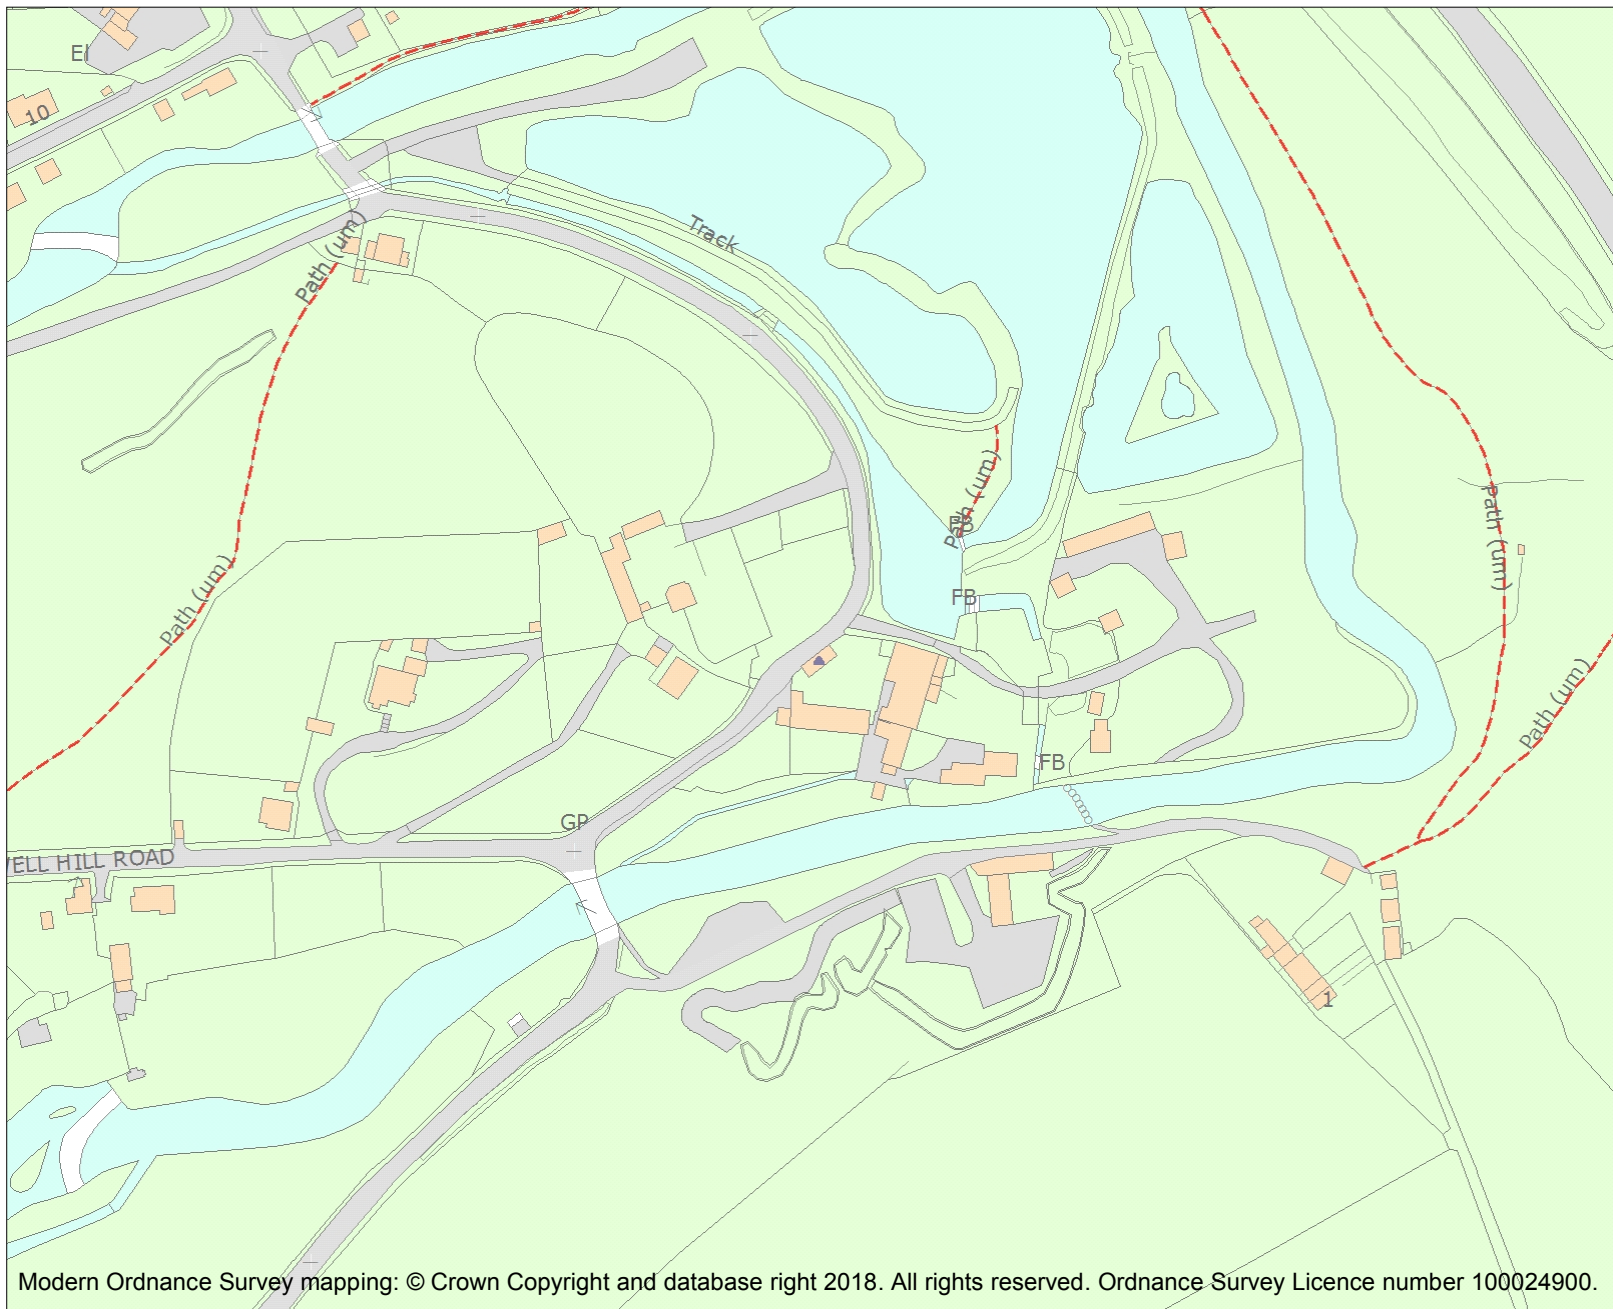 El
10
Track
Path (um)
Path (um)
FB
Path (um)
Path (um)
FB
Path (um)
FB
GP
VELL HILL ROAD
1
Modern Ordnance Survey mapping: © Crown Copyright and database right 2018. All rights reserved. Ordnance Survey Licence number 100024900.